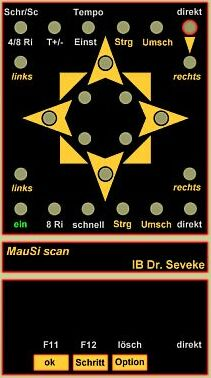 Schr/Sc Tempo direkt
4/8 Ri T+/- Einst Strg Umsch
links rechts
links rechts
ein 8 Ri schnell Strg Umsch direkt
MauSi scan
IB Dr. Seveke
F11 F12 lösch direkt
ok Schritt Option